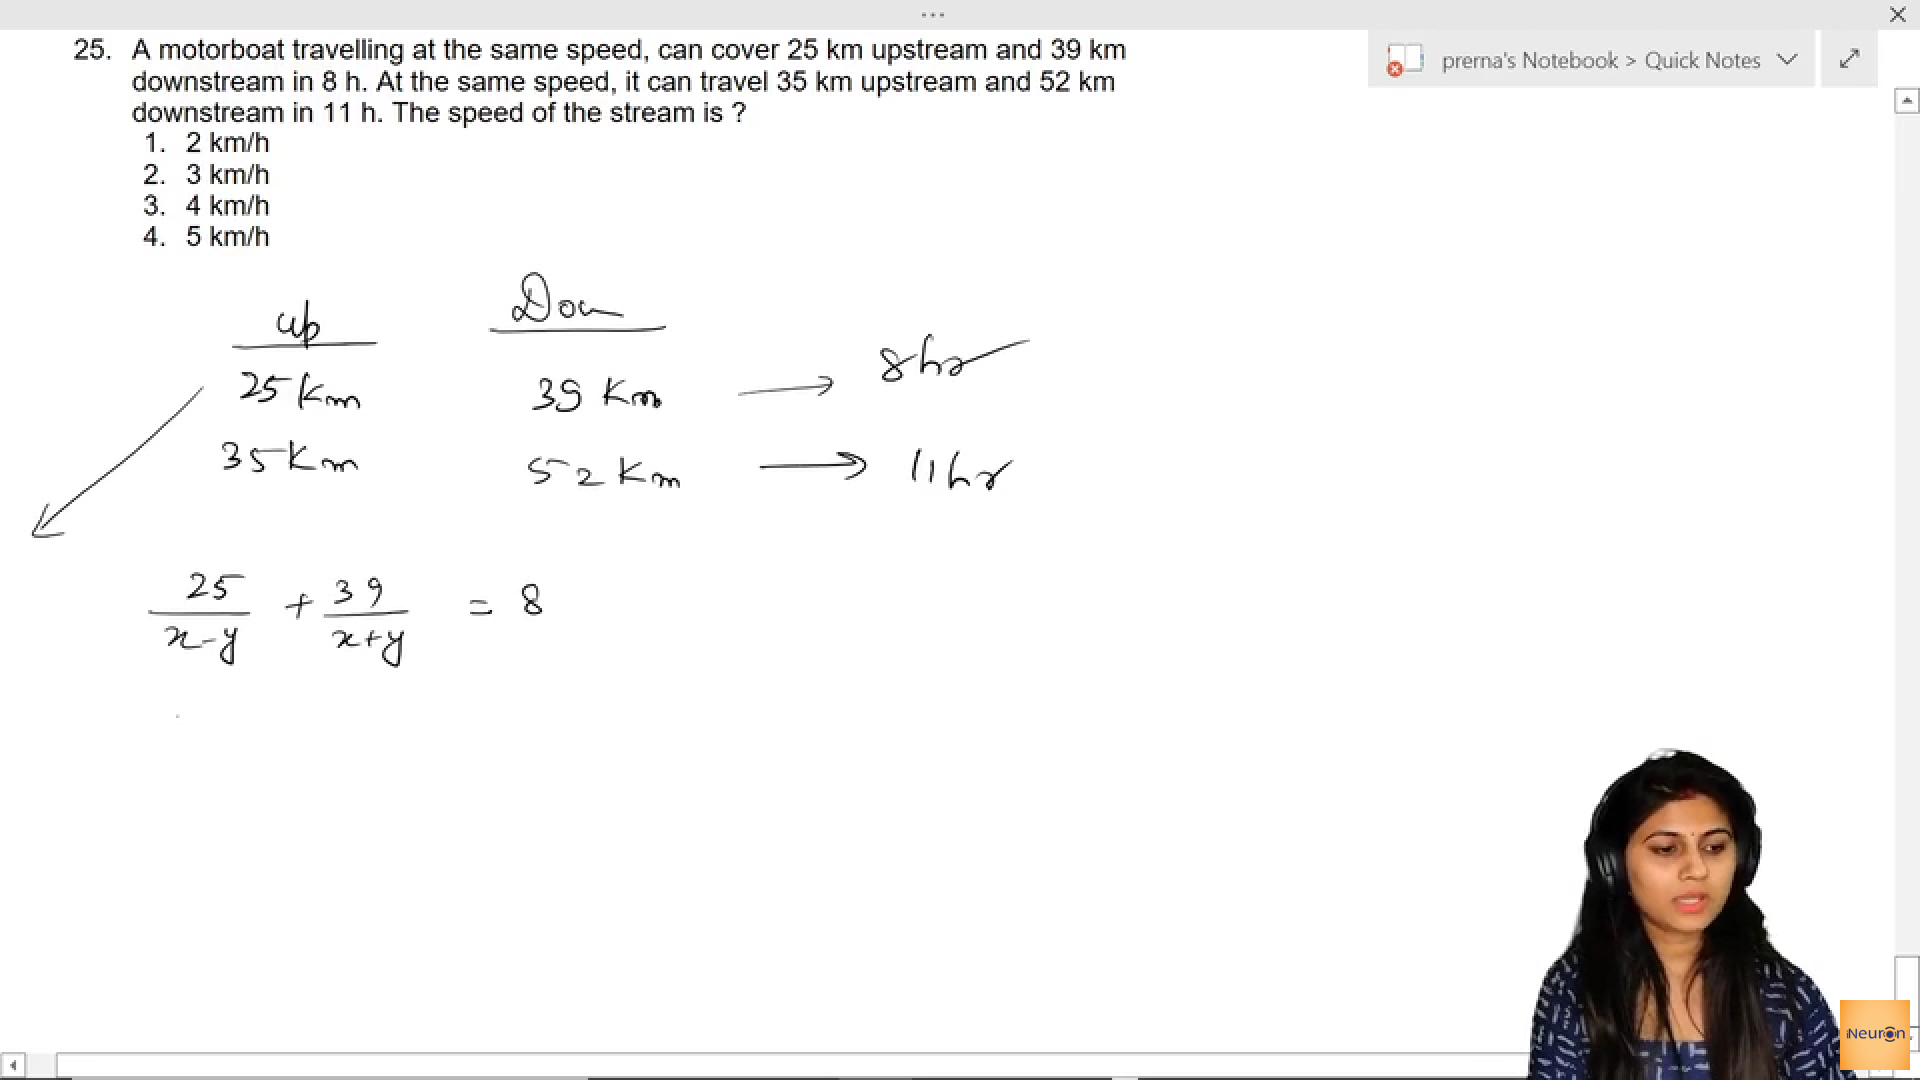 25. A motorboat travelling at the same speed, can cover 25 km upstream and 39 km
downstream in 8 h. At the same speed, it can travel 35 km upstream and 52 km
downstream in 11 h. The speed of the stream is ?
1. 2 km/h
2. 3 km/h
3. 4 km/h
4. 5 km/h
prerna's Notebook > Quick Notes
up Dow
25 Km 39 Km → 8hr
35 Km 52 Km → 11hr
25/(x-y) + 39/(x+y) = 8
Neuron